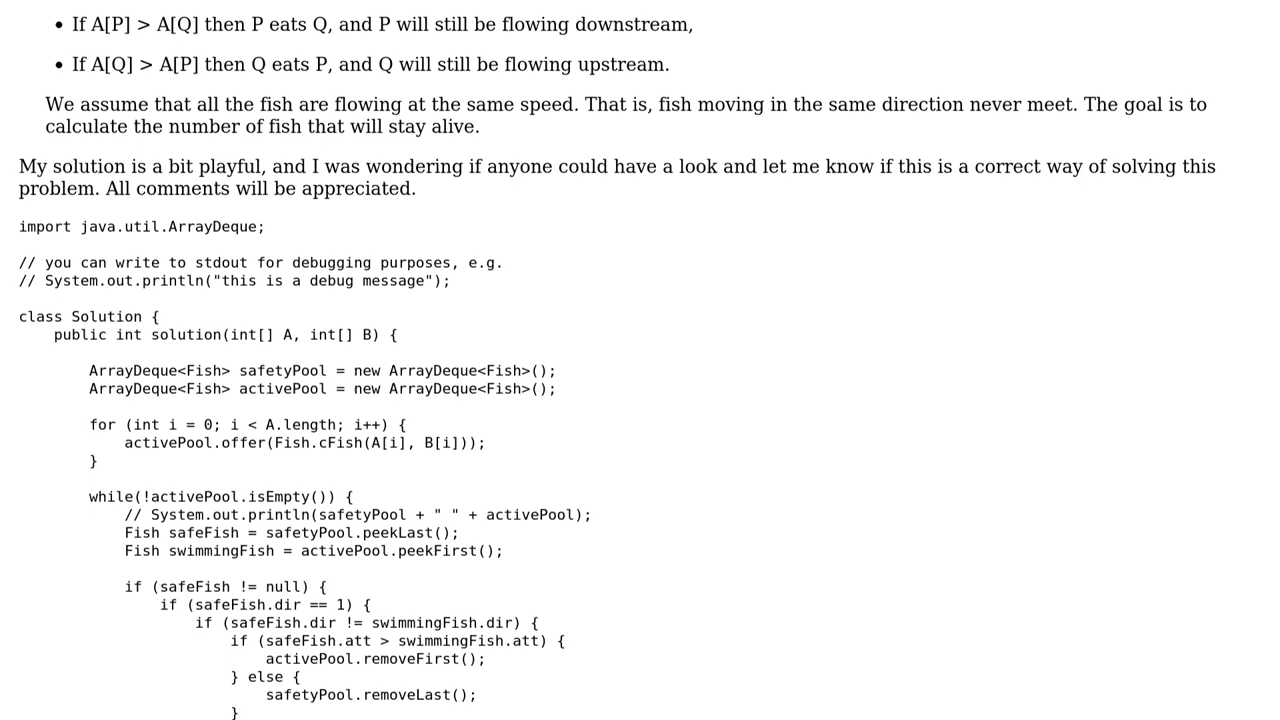 • If A[P] > A[Q] then P eats Q, and P will still be flowing downstream,
• If A[Q] > A[P] then Q eats P, and Q will still be flowing upstream.
We assume that all the fish are flowing at the same speed. That is, fish moving in the same direction never meet. The goal is to
calculate the number of fish that will stay alive.
My solution is a bit playful, and I was wondering if anyone could have a look and let me know if this is a correct way of solving this
problem. All comments will be appreciated.
import java.util.ArrayDeque;
// you can write to stdout for debugging purposes, e.g.
// System.out.println("this is a debug message");
class Solution {
    public int solution(int[] A, int[] B) {
        ArrayDeque<Fish> safetyPool = new ArrayDeque<Fish>();
        ArrayDeque<Fish> activePool = new ArrayDeque<Fish>();
        for (int i = 0; i < A.length; i++) {
            activePool.offer(Fish.cFish(A[i], B[i]));
        }
        while(!activePool.isEmpty()) {
            // System.out.println(safetyPool + " " + activePool);
            Fish safeFish = safetyPool.peekLast();
            Fish swimmingFish = activePool.peekFirst();
            if (safeFish != null) {
                if (safeFish.dir == 1) {
                    if (safeFish.dir != swimmingFish.dir) {
                        if (safeFish.att > swimmingFish.att) {
                            activePool.removeFirst();
                        } else {
                            safetyPool.removeLast();
                        }